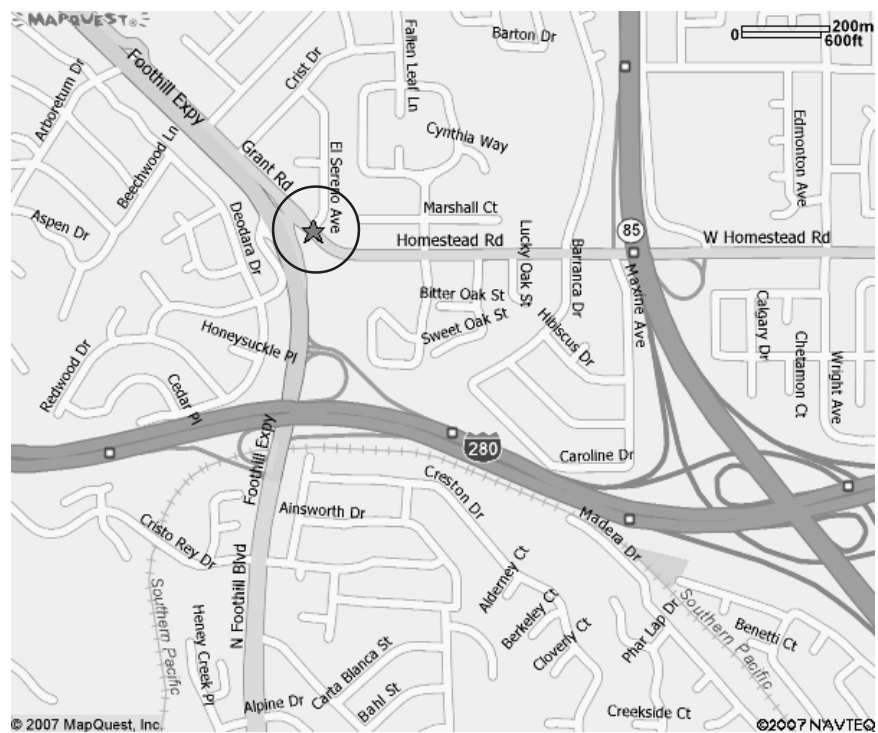 MAPQUEST®
200m
0
600ft
Barton Dr
Fallen Leaf Ln
Crist Dr
Foothill Expy
Arboretum Dr
Edmonton Ave
Cynthia Way
Beechwood Ln
Grant Rd
El Sereno Ave
Marshall Ct
Aspen Dr
Deodara Dr
Lucky Oak St
85
W Homestead Rd
Homestead Rd
Barranca Dr
Maxine Ave
Bitter Oak St
Calgary Dr
Sweet Oak St
Hibiscus Dr
Honeysuckle Pl
Chetamon Ct
Wright Ave
Redwood Dr
Cedar Pl
280
Foothill Expy
Caroline Dr
Creston Dr
Ainsworth Dr
Madera Dr
Cristo Rey Dr
N Foothill Blvd
Alderney Ct
Southern Pacific
Berkeley Ct
Heney Creek Pl
Phar Lap Dr
Southern Pacific
Benetti Ct
Cloverly Ct
Carta Blanca St
Bahl St
Alpine Dr
Creekside Ct
© 2007 MapQuest, Inc.
©2007 NAVTEQ